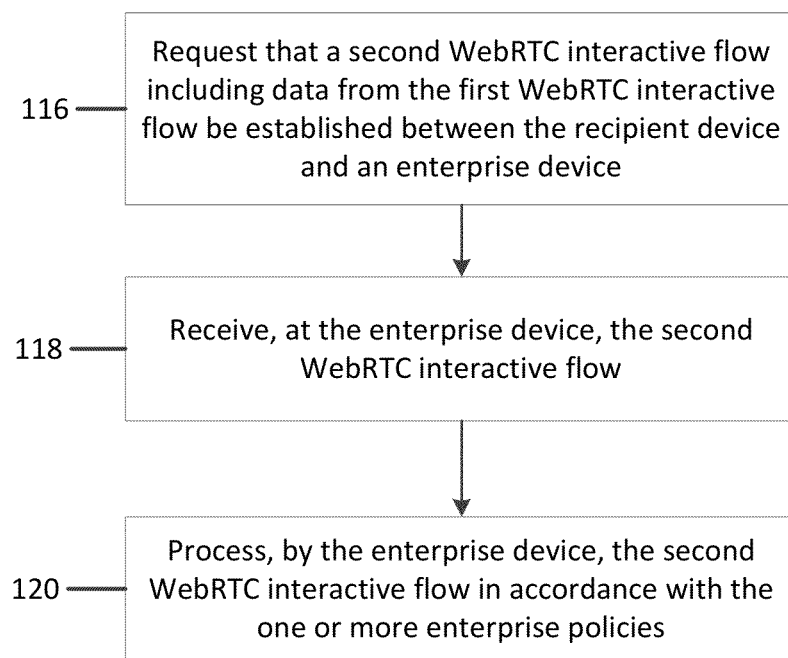 Request that a second WebRTC interactive flow
including data from the first WebRTC interactive
116
flow be established between the recipient device
and an enterprise device
Receive, at the enterprise device, the second
118
WebRTC interactive flow
Process, by the enterprise device, the second
120
WebRTC interactive flow in accordance with the
one or more enterprise policies